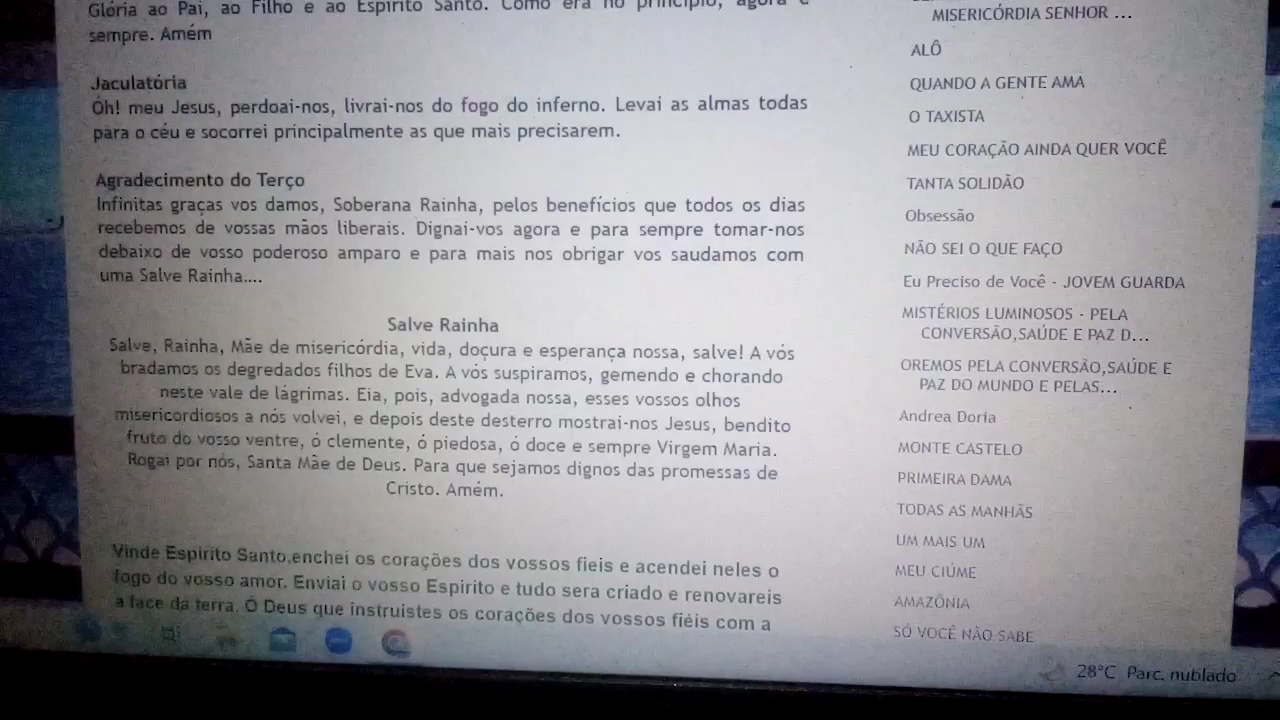 Glória ao Pai, ao Filho e ao Espírito Santo. Como era no princípio, agora e
sempre. Amém
Jaculatória
Óh! meu Jesus, perdoai-nos, livrai-nos do fogo do inferno. Levai as almas todas
para o céu e socorrei principalmente as que mais precisarem.
Agradecimento do Terço
Infinitas graças vos damos, Soberana Rainha, pelos benefícios que todos os dias
recebemos de vossas mãos liberais. Dignai-vos agora e para sempre tomar-nos
debaixo de vosso poderoso amparo e para mais nos obrigar vos saudamos com
uma Salve Rainha....
Salve Rainha
Salve, Rainha, Mãe de misericórdia, vida, doçura e esperança nossa, salve! A vós
bradamos os degredados filhos de Eva. A vós suspiramos, gemendo e chorando
neste vale de lágrimas. Eia, pois, advogada nossa, esses vossos olhos
misericordiosos a nós volvei, e depois deste desterro mostrai-nos Jesus, bendito
fruto do vosso ventre, ó clemente, ó piedosa, ó doce e sempre Virgem Maria.
Rogai por nós, Santa Mãe de Deus. Para que sejamos dignos das promessas de
Cristo. Amém.
Vinde Espirito Santo,enchei os corações dos vossos fieis e acendei neles o
fogo do vosso amor. Enviai o vosso Espirito e tudo sera criado e renovareis
a face da terra. Ó Deus que instruistes os corações dos vossos fiéis com a
MISERICÓRDIA SENHOR ...
ALÔ
QUANDO A GENTE AMA
O TAXISTA
MEU CORAÇÃO AINDA QUER VOCÊ
TANTA SOLIDÃO
Obsessão
NÃO SEI O QUE FAÇO
Eu Preciso de Você - JOVEM GUARDA
MISTÉRIOS LUMINOSOS - PELA
CONVERSÃO,SAÚDE E PAZ D...
OREMOS PELA CONVERSÃO,SAÚDE E
PAZ DO MUNDO E PELAS...
Andrea Doria
MONTE CASTELO
PRIMEIRA DAMA
TODAS AS MANHÃS
UM MAIS UM
MEU CIÚME
AMAZÔNIA
SÓ VOCÊ NÃO SABE
28°C Parc. nublado